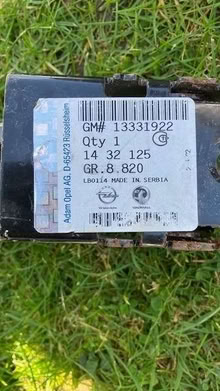 GM# 13331922
Qty 1
14 32 125
GR.8.820
LB0114 MADE IN SERBIA
Adam Opel AG. D-65423 Rüsselsheim